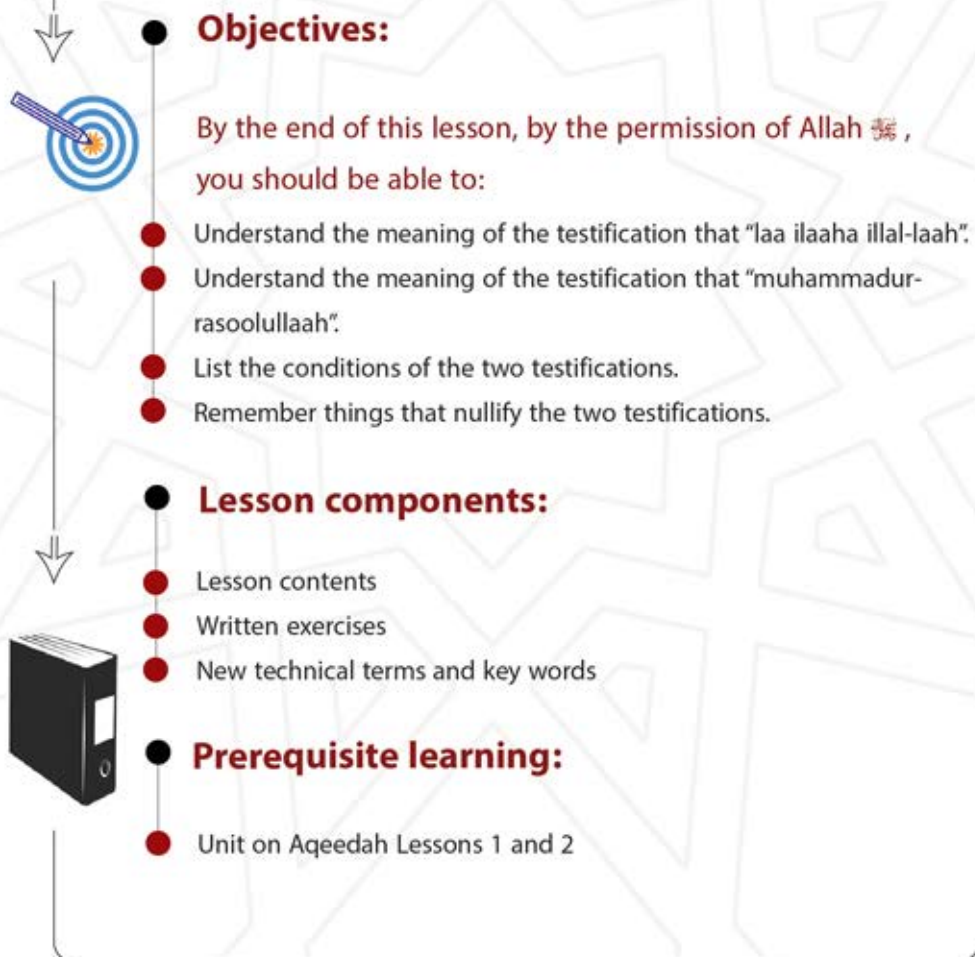 Objectives:
By the end of this lesson, by the permission of Allah ,
you should be able to:
Understand the meaning of the testification that “laa ilaaha illal-laah”.
Understand the meaning of the testification that “muhammadur-
rasoolullaah”.
List the conditions of the two testifications.
Remember things that nullify the two testifications.
Lesson components:
Lesson contents
Written exercises
New technical terms and key words
Prerequisite learning:
Unit on Aqeedah Lessons 1 and 2